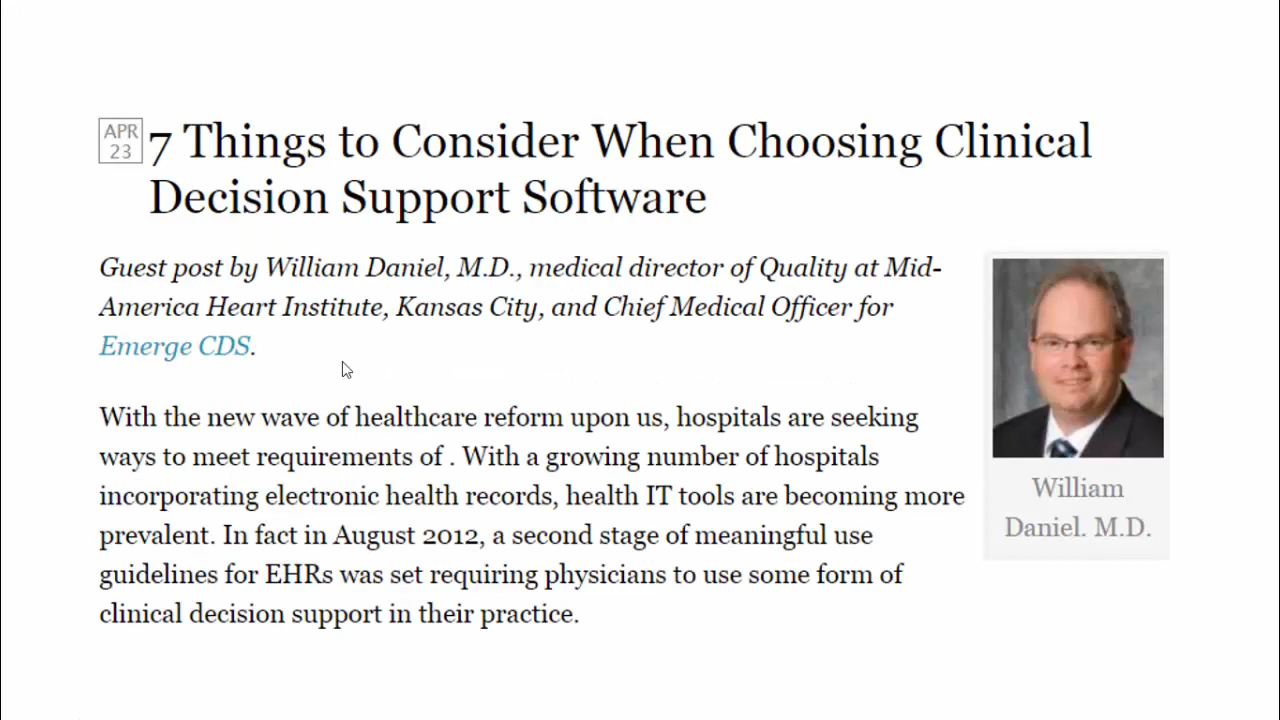 APR
23
7 Things to Consider When Choosing Clinical
Decision Support Software
Guest post by William Daniel, M.D., medical director of Quality at Mid-
America Heart Institute, Kansas City, and Chief Medical Officer for
Emerge CDS.
With the new wave of healthcare reform upon us, hospitals are seeking
ways to meet requirements of . With a growing number of hospitals
incorporating electronic health records, health IT tools are becoming more
prevalent. In fact in August 2012, a second stage of meaningful use
guidelines for EHRs was set requiring physicians to use some form of
clinical decision support in their practice.
William
Daniel. M.D.